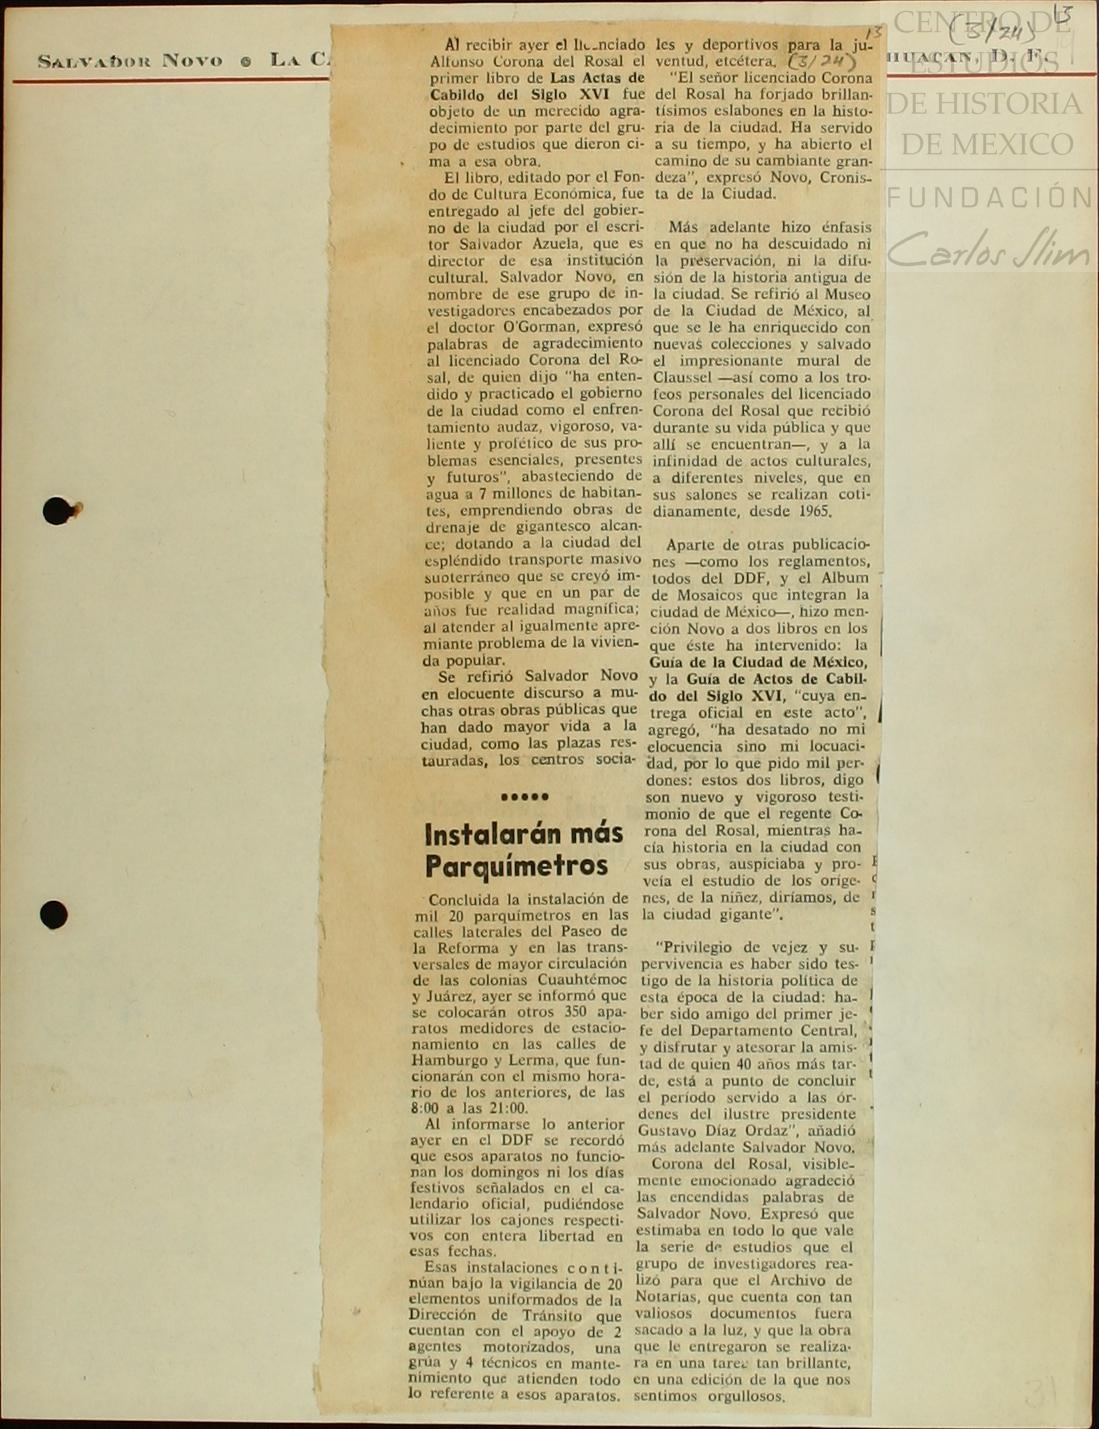 13
CENTRO DE
(3/24)
SALVADOR NOVO
LA C
HUACAN, D. F.
ESTUDIOS
DE HISTORIA
DE MEXICO
FUNDACIÓN
Carlos Slim
Al recibir ayer el licenciado
Alfonso Corona del Rosal el
primer libro de Las Actas de
Cabildo del Siglo XVI fue
objeto de un merecido agra-
decimiento por parte del gru-
po de estudios que dieron ci-
ma a esa obra.
El libro, editado por el Fon-
do de Cultura Económica, fue
entregado al jefe del gobier-
no de la ciudad por el escri-
tor Salvador Azuela, que es
director de esa institución
cultural. Salvador Novo, en
nombre de ese grupo de in-
vestigadores encabezados por
el doctor O'Gorman, expresó
palabras de agradecimiento
al licenciado Corona del Ro-
sal, de quien dijo "ha enten-
dido y practicado el gobierno
de la ciudad como el enfren-
tamiento audaz, vigoroso, va-
liente y profético de sus pro-
blemas esenciales, presentes
y futuros", abasteciendo de
agua a 7 millones de habitan-
tes, emprendiendo obras de
drenaje de gigantesco alcan-
ce; dotando a la ciudad del
espléndido transporte masivo
suoterráneo que se creyó im-
posible y que en un par de
años fue realidad magnífica;
al atender al igualmente apre-
miante problema de la vivien-
da popular.
Se refirió Salvador Novo
en elocuente discurso a mu-
chas otras obras públicas que
han dado mayor vida a la
ciudad, como las plazas res-
tauradas, los centros socia-
13
les y deportivos para la ju-
ventud, etcétera. (3/24)
"El señor licenciado Corona
del Rosal ha forjado brillan-
tísimos eslabones en la histo-
ria de la ciudad. Ha servido
a su tiempo, y ha abierto el
camino de su cambiante gran-
deza", expresó Novo, Cronis-
ta de la Ciudad.
Más adelante hizo énfasis
en que no ha descuidado ni
la preservación, ni la difu-
sión de la historia antigua de
la ciudad. Se refirió al Museo
de la Ciudad de México, al
que se le ha enriquecido con
nuevas colecciones y salvado
el impresionante mural de
Claussel —así como a los tro-
feos personales del licenciado
Corona del Rosal que recibió
durante su vida pública y que
allí se encuentran—, y a la
infinidad de actos culturales,
a diferentes niveles, que en
sus salones se realizan coti-
dianamente, desde 1965.
Aparte de otras publicacio-
nes —como los reglamentos,
todos del DDF, y el Album
de Mosaicos que integran la
ciudad de México—, hizo men-
ción Novo a dos libros en los
que éste ha intervenido: la
Guía de la Ciudad de México,
y la Guía de Actos de Cabil-
do del Siglo XVI, "cuya en-
trega oficial en este acto",
agregó, "ha desatado no mi
elocuencia sino mi locuaci-
dad, por lo que pido mil per-
dones: estos dos libros, digo
son nuevo y vigoroso testi-
monio de que el regente Co-
rona del Rosal, mientras ha-
cía historia en la ciudad con
sus obras, auspiciaba y pro-
veía el estudio de los oríge-
nes, de la niñez, diríamos, de
la ciudad gigante".
"Privilegio de vejez y su-
pervivencia es haber sido tes-
tigo de la historia política de
esta época de la ciudad: ha-
ber sido amigo del primer je-
fe del Departamento Central,
y disfrutar y atesorar la amis-
tad de quien 40 años más tar-
de, está a punto de concluir
el período servido a las ór-
denes del ilustre presidente
Gustavo Díaz Ordaz", añadió
más adelante Salvador Novo.
Corona del Rosal, visible-
mente emocionado agradeció
las encendidas palabras de
Salvador Novo. Expresó que
estimaba en todo lo que vale
la serie de estudios que el
grupo de investigadores rea-
lizó para que el Archivo de
Notarías, que cuenta con tan
valiosos documentos fuera
sacado a la luz, y que la obra
que le entregaron se realiza-
ra en una tarea tan brillante,
en una edición de la que nos
sentimos orgullosos.
•••••
Instalarán más
Parquímetros
Concluida la instalación de
mil 20 parquímetros en las
calles laterales del Paseo de
la Reforma y en las trans-
versales de mayor circulación
de las colonias Cuauhtémoc
y Juárez, ayer se informó que
se colocarán otros 350 apa-
ratos medidores de estacio-
namiento en las calles de
Hamburgo y Lerma, que fun-
cionarán con el mismo hora-
rio de los anteriores, de las
8:00 a las 21:00.
Al informarse lo anterior
ayer en el DDF se recordó
que esos aparatos no funcio-
nan los domingos ni los días
festivos señalados en el ca-
lendario oficial, pudiéndose
utilizar los cajones respecti-
vos con entera libertad en
esas fechas.
Esas instalaciones conti-
núan bajo la vigilancia de 20
elementos uniformados de la
Dirección de Tránsito que
cuentan con el apoyo de 2
agentes motorizados, una
grúa y 4 técnicos en mante-
nimiento que atienden todo
lo referente a esos aparatos.
31